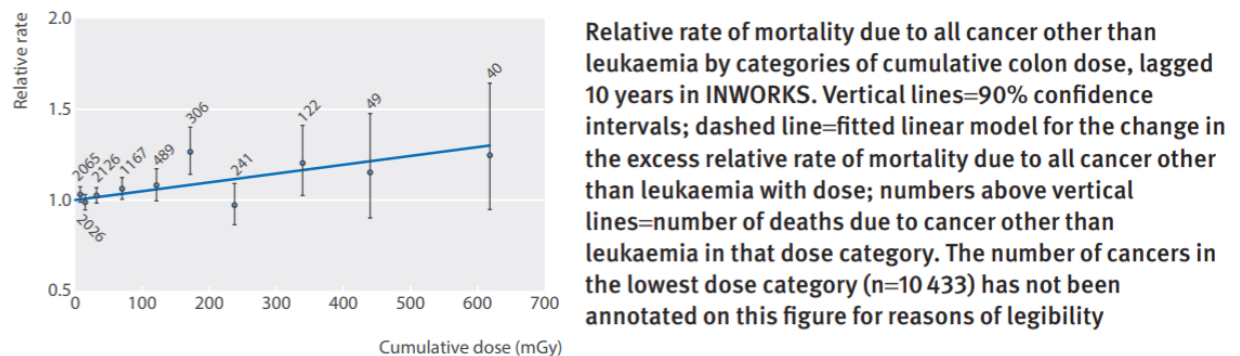 2.0
Relative rate
1.5
1.0
0.5
2065
2026
2126
1167
489
306
241
122
49
40
0
100
200
300
400
500
600
700
Cumulative dose (mGy)
Relative rate of mortality due to all cancer other than
leukaemia by categories of cumulative colon dose, lagged
10 years in INWORKS. Vertical lines=90% confidence
intervals; dashed line=fitted linear model for the change in
the excess relative rate of mortality due to all cancer other
than leukaemia with dose; numbers above vertical
lines=number of deaths due to cancer other than
leukaemia in that dose category. The number of cancers in
the lowest dose category (n=10 433) has not been
annotated on this figure for reasons of legibility